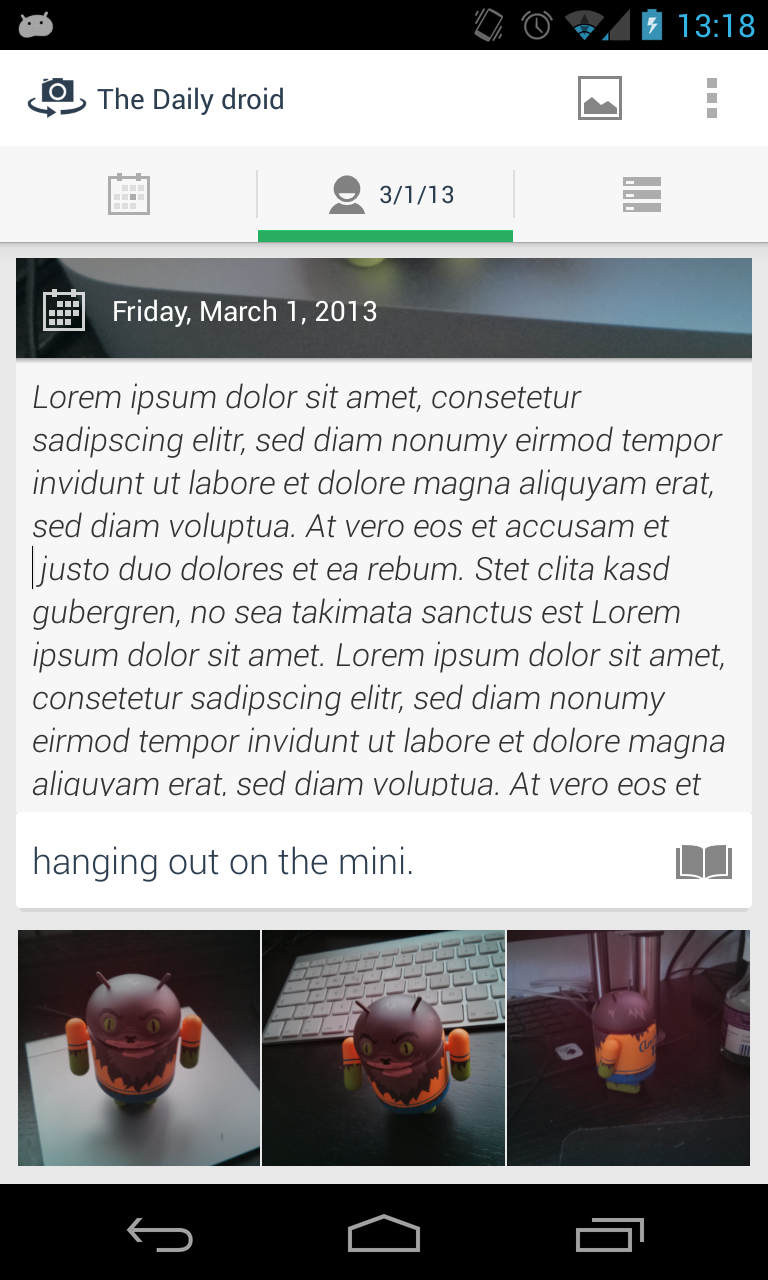 13:18
The Daily droid
3/1/13
Friday, March 1, 2013
Lorem ipsum dolor sit amet, consetetur
sadipscing elitr, sed diam nonumy eirmod tempor
invidunt ut labore et dolore magna aliquyam erat,
sed diam voluptua. At vero eos et accusam et
justo duo dolores et ea rebum. Stet clita kasd
gubergren, no sea takimata sanctus est Lorem
ipsum dolor sit amet. Lorem ipsum dolor sit amet,
consetetur sadipscing elitr, sed diam nonumy
eirmod tempor invidunt ut labore et dolore magna
aliquyam erat, sed diam voluptua. At vero eos et
hanging out on the mini.